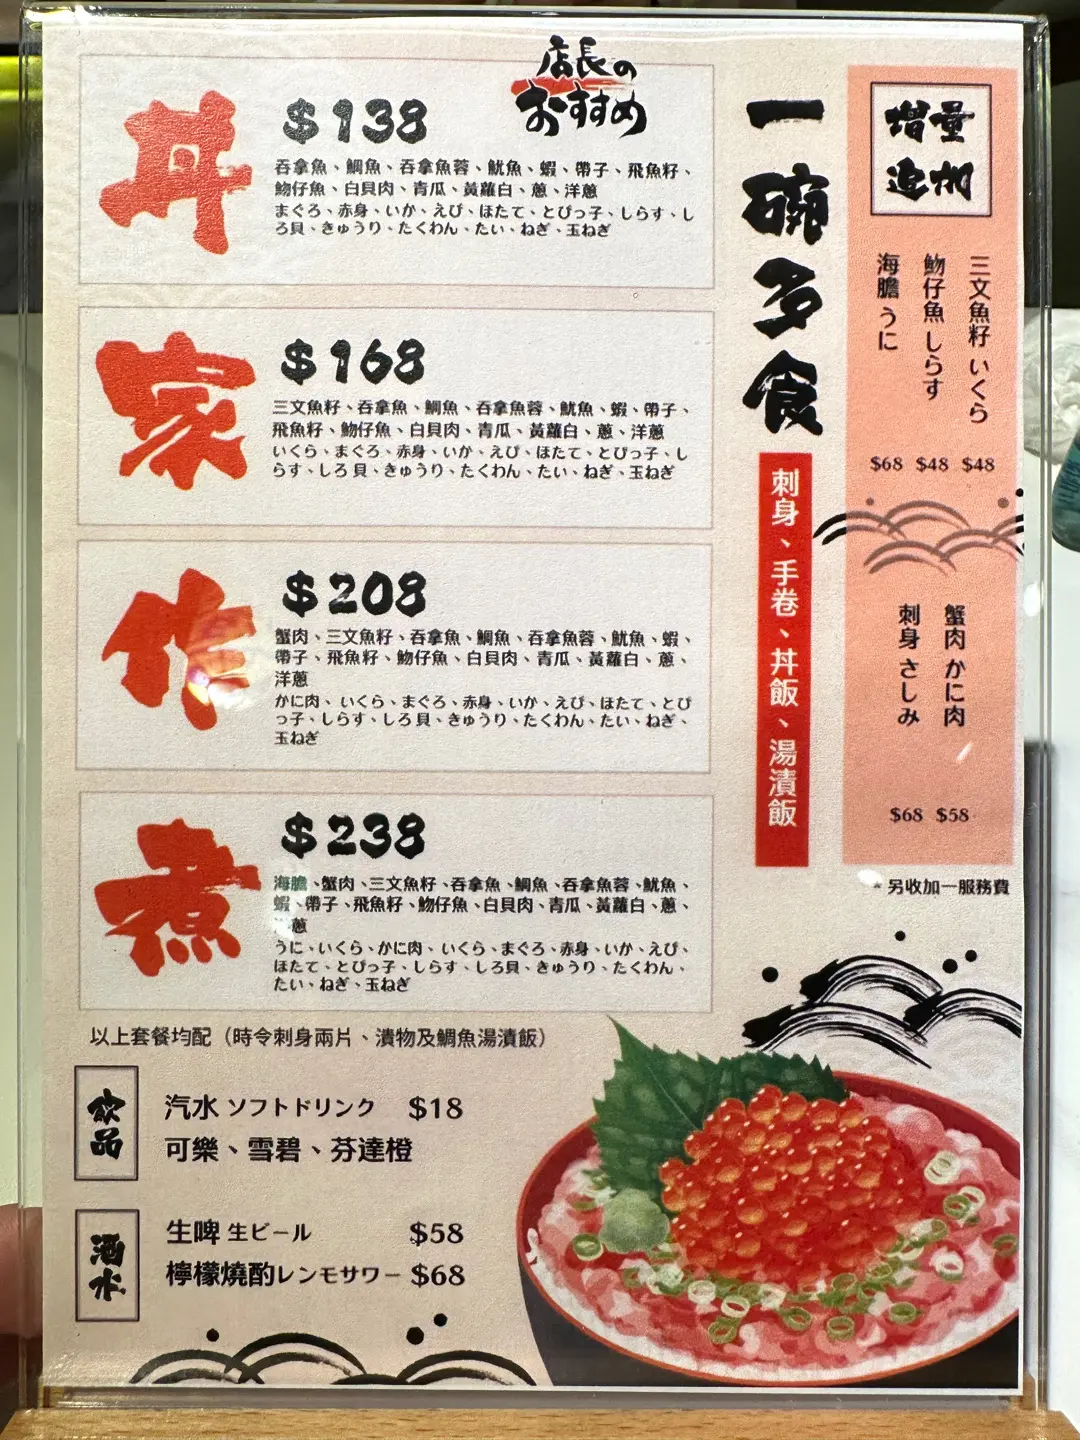 店長の
おすすめ
丼
$138
吞拿魚、鯛魚、吞拿魚蓉、魷魚、蝦、帶子、飛魚籽、
魩仔魚、白貝肉、青瓜、黃蘿白、蔥、洋蔥
まぐろ、赤身、いか、えび、ほたて、とびっ子、しらす、し
ろ貝、きゅうり、たくわん、たい、ねぎ、玉ねぎ
家
$168
三文魚籽、吞拿魚、鯛魚、吞拿魚蓉、魷魚、蝦、帶子、
飛魚籽、魩仔魚、白貝肉、青瓜、黃蘿白、蔥、洋蔥
いくら、まぐろ、赤身、いか、えび、ほたて、とびっ子、し
らす、しろ貝、きゅうり、たくわん、たい、ねぎ、玉ねぎ
作
$208
蟹肉、三文魚籽、吞拿魚、鯛魚、吞拿魚蓉、魷魚、蝦、
帶子、飛魚籽、魩仔魚、白貝肉、青瓜、黃蘿白、蔥、
洋蔥
かに肉、いくら、まぐろ、赤身、いか、えび、ほたて、とび
っ子、しらす、しろ貝、きゅうり、たくわん、たい、ねぎ、
玉ねぎ
煮
$238
海膽、蟹肉、三文魚籽、吞拿魚、鯛魚、吞拿魚蓉、魷魚、
蝦、帶子、飛魚籽、魩仔魚、白貝肉、青瓜、黃蘿白、蔥、
蔥
うに、いくら、かに肉、いくら、まぐろ、赤身、いか、えび、
ほたて、とびっ子、しらす、しろ貝、きゅうり、たくわん、
たい、ねぎ、玉ねぎ
以上套餐均配（時令刺身兩片、漬物及鯛魚湯漬飯）
飲品
汽水 ソフトドリンク $18
可樂、雪碧、芬達橙
酒水
生啤 生ビール $58
檸檬燒酌 レンモサワー $68
一碗多食
刺身、手卷、丼飯、湯漬飯
增量
追加
三文魚籽 いくら
魩仔魚 しらす
海膽 うに
$68 $48 $48
蟹肉 かに肉
刺身 さしみ
$68 $58
* 另收加一服務費